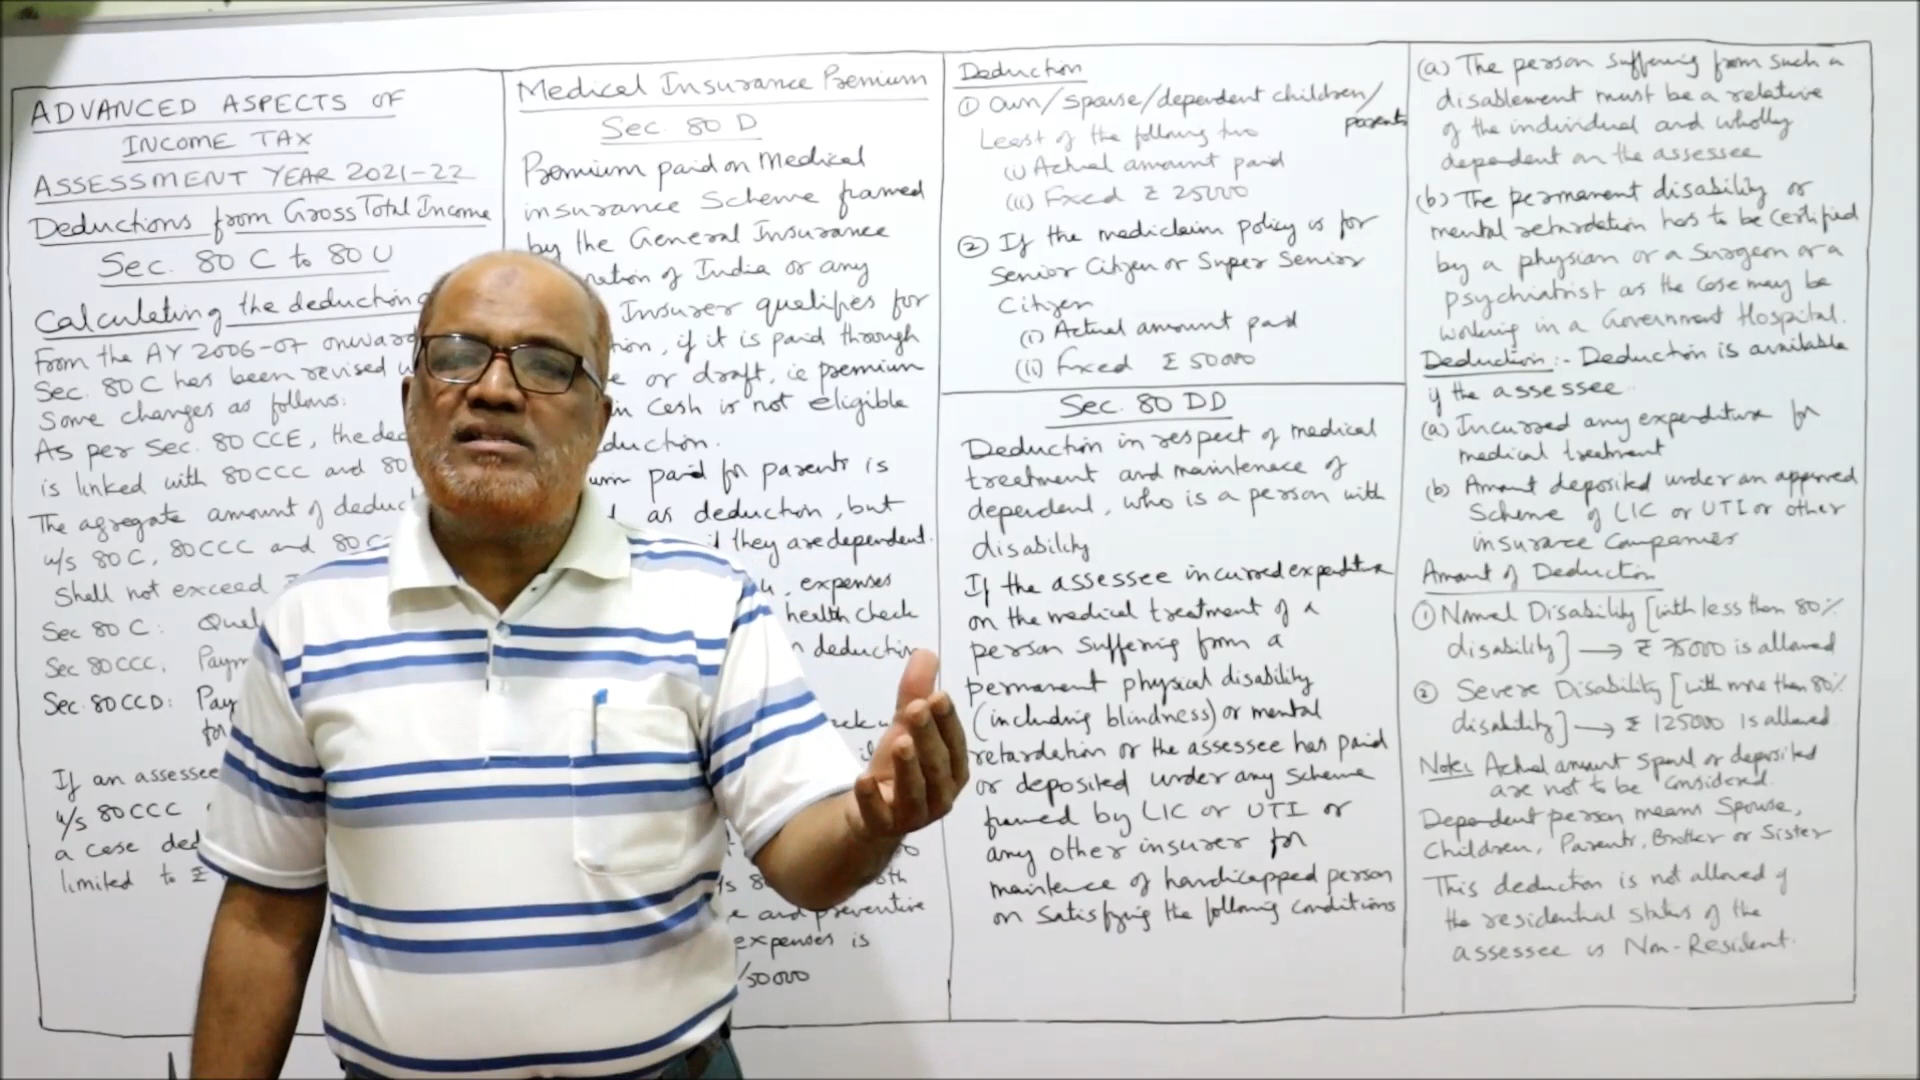 ADVANCED ASPECTS OF
INCOME TAX
ASSESSMENT YEAR 2021-22
Deductions from Gross Total Income
Sec. 80 C to 80 U
Calculating the deduction
From the AY 2006-07 onward
Sec. 80 C has been revised
Some changes as follows:
As per Sec. 80 CCE, the
is linked with 80 CCC and
The agregate amount of
u/s 80 C, 80 CCC and
Shall not exceed
Sec 80 C:
Sec 80 CCC,
Sec. 80 CCD:
for
If an assessee
u/s 80 CCC
a case
limited to ₹
Medical Insurance Premium
Sec. 80 D
Premium paid on Medical
insurance Scheme framed
by the General Insurance
of India or any
Insurer qualifies for
if it is paid through
or draft, ie premium
in Cash is not eligible
paid for parents is
as deduction, but
if they are dependent.
expenses
health check
deduction
and preventive
expenses is
/50000
Deduction
① Own/spouse/dependent children/
parents
Least of the following two
(i) Actual amount paid
(ii) Fixed ₹ 25000
② If the mediclaim policy is for
Senior Citizen or Super Senior
Citizen
(i) Actual amount paid
(ii) Fixed ₹ 50000
Sec. 80 DD
Deduction in respect of medical
treatment and maintenace of
dependent, who is a person with
disability
If the assessee incurred expenditure
on the medical treatment of a
person suffering from a
permanent physical disability
(including blindness) or mental
retardation or the assessee has paid
or deposited under any scheme
framed by LIC or UTI or
any other insurer for
maintence of handicapped person
on Satisfying the following conditions
(a) The person suffering from such a
disablement must be a relative
of the individual and wholly
dependent on the assessee
(b) The permanent disability or
mental retardation has to be certified
by a physian or a Surgeon or a
psychiatrist as the case may be
working in a Government Hospital.
Deduction :- Deduction is available
if the assessee
(a) Incurred any expenditure for
medical treatment
(b) Amount deposited under an approved
Scheme of LIC or UTI or other
insurance Companies
Amount of Deduction
① Normal Disability [with less than 80%
disability] → ₹ 75000 is allowed
② Severe Disability [with more than 80%
disability] → ₹ 125000 is allowed
Note: Actual amount spent or deposited
are not to be considered.
Dependent person means Spouse,
Children, Parents, Brother or Sister
This deduction is not allowed if
the residential status of the
assessee is Non-Resident.